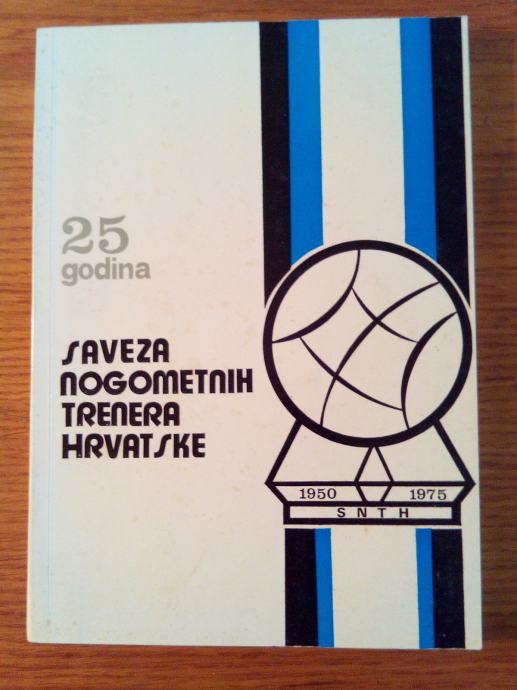 25
godina
SAVEZA
NOGOMETNIH
TRENERA
HRVATSKE
1950 1975
SNTH